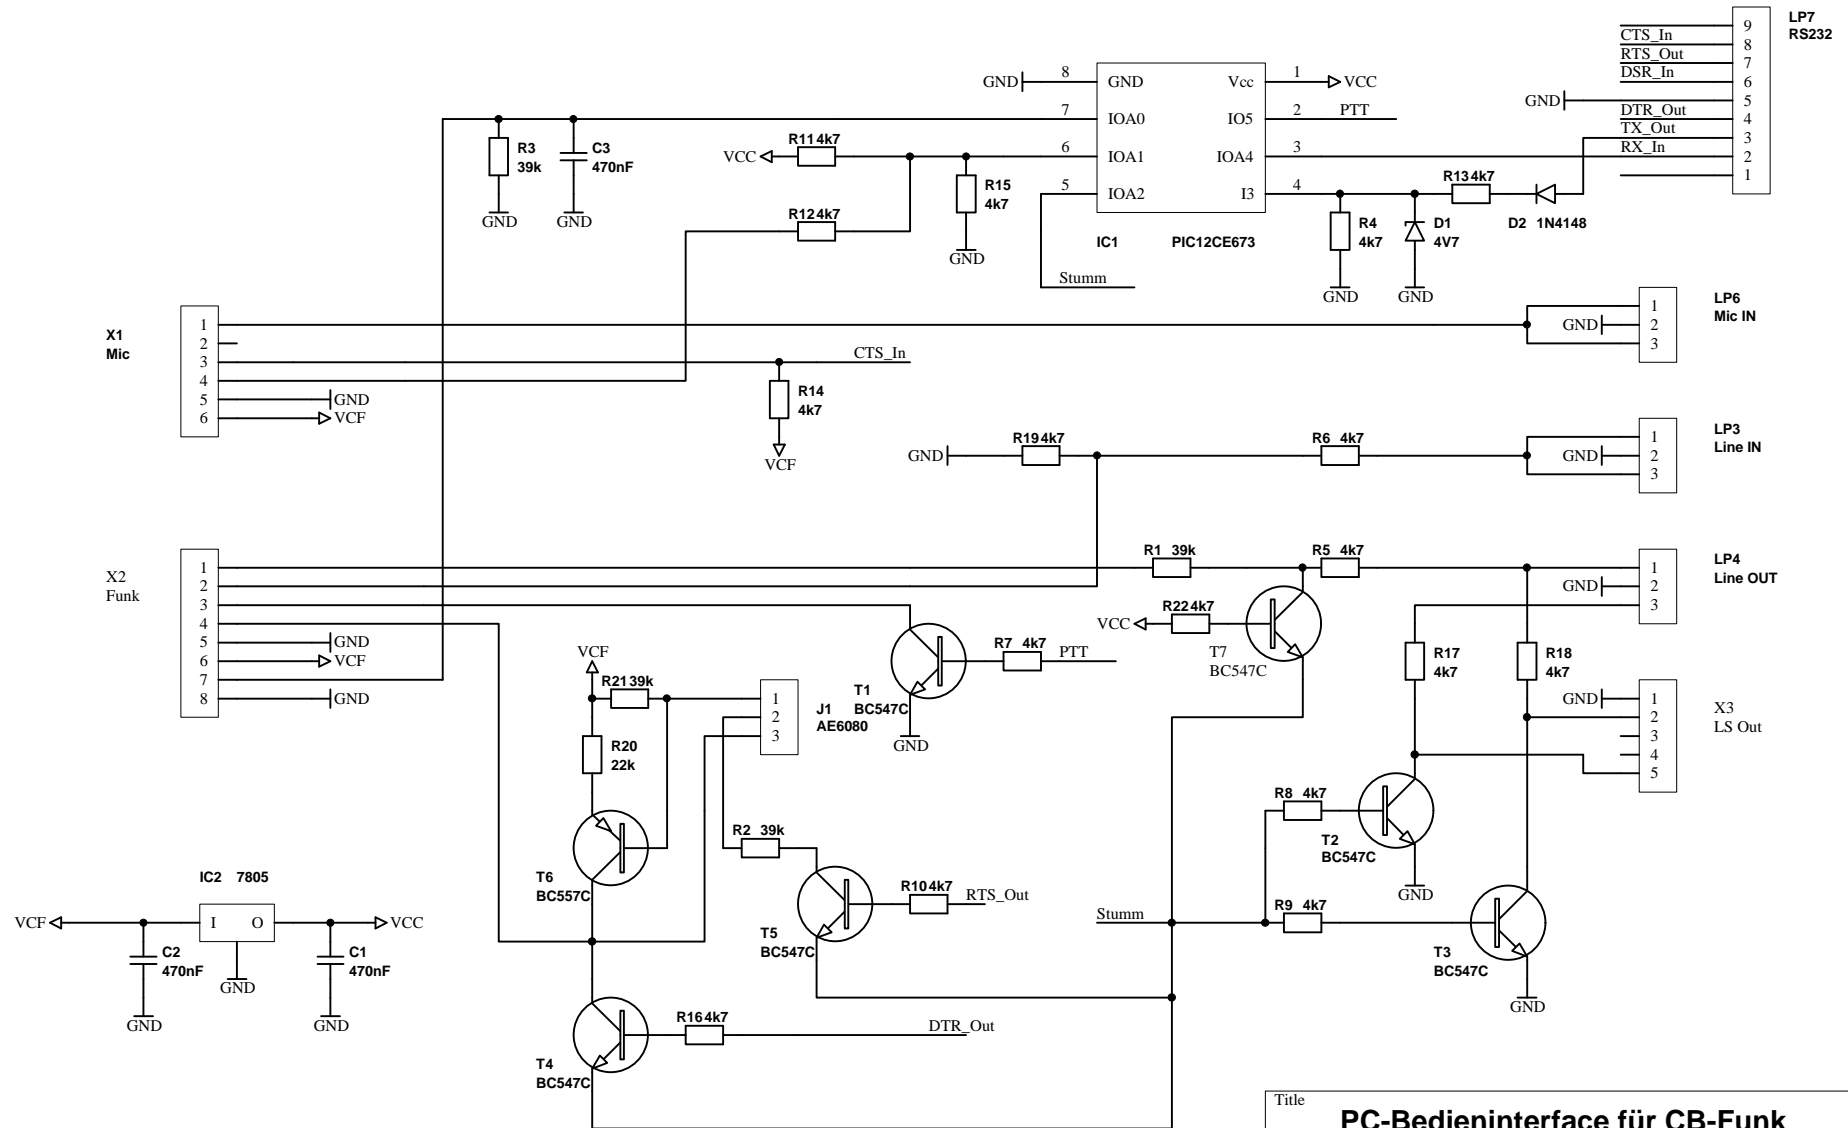 LP7
RS232
9
CTS_In
8
RTS_Out
7
DSR_In
6
GND
5
DTR_Out
4
TX_Out
3
RX_In
2
1
GND
8
GND
Vcc
1
VCC
7
IOA0
IO5
2
PTT
R3
39k
C3
470nF
GND
GND
VCC
R11 4k7
6
IOA1
IOA4
3
R12 4k7
R15
4k7
GND
5
IOA2
I3
4
R13 4k7
D2 1N4148
R4
4k7
D1
4V7
GND
GND
IC1
PIC12CE673
Stumm
X1
Mic
1
2
3
4
5
6
GND
VCF
CTS_In
R14
4k7
VCF
LP6
Mic IN
1
GND
2
3
GND
R19 4k7
R6 4k7
LP3
Line IN
1
GND
2
3
X2
Funk
1
2
3
4
5
6
7
8
GND
VCF
GND
R1 39k
R5 4k7
LP4
Line OUT
1
GND
2
3
VCC
R22 4k7
T7
BC547C
R17
4k7
R18
4k7
VCF
R21 39k
R20
22k
1
2
3
J1
AE6080
T1
BC547C
GND
R7 4k7
PTT
GND
1
2
3
4
5
X3
LS Out
R8 4k7
T2
BC547C
GND
R2 39k
T6
BC557C
R10 4k7
RTS_Out
T5
BC547C
Stumm
R9 4k7
T3
BC547C
GND
IC2 7805
VCF
I
O
VCC
C2
470nF
GND
C1
470nF
GND
GND
R16 4k7
DTR_Out
T4
BC547C
Title
PC-Bedieninterface für CB-Funk